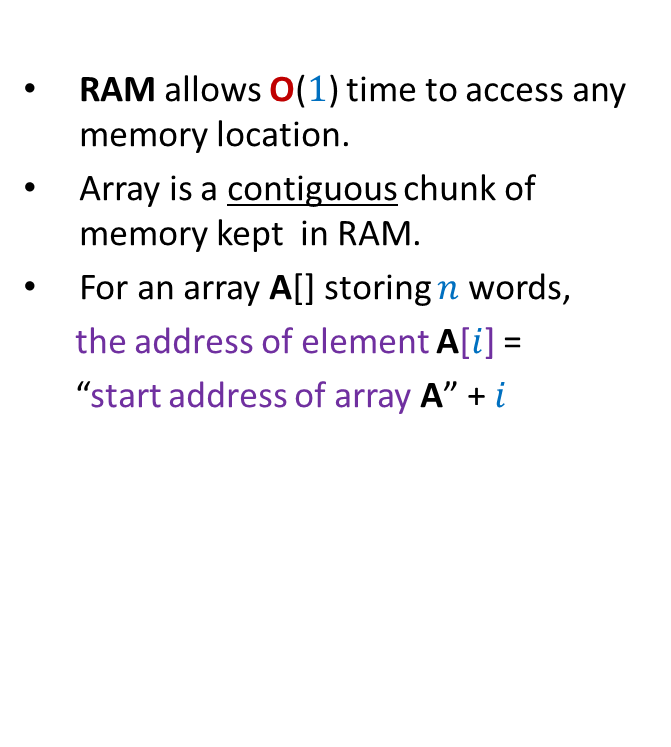 • RAM allows O(1) time to access any
memory location.
• Array is a contiguous chunk of
memory kept in RAM.
• For an array A[] storing n words,
the address of element A[i] =
“start address of array A” + i